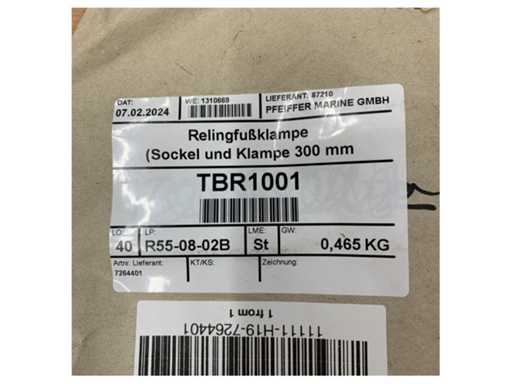 DAT:
07.02.2024
WE: 1310669
LIEFERANT: 87210
PFEIFFER MARINE GMBH
Relingfußklampe
(Sockel und Klampe 300 mm
TBR1001
LO:
40
LP:
R55-08-02B
LME:
St
GW:
0,465 KG
Artnr. Lieferant:
7264401
KT/KS:
Zeichnung:
1 from 1
11111-H19-7264401